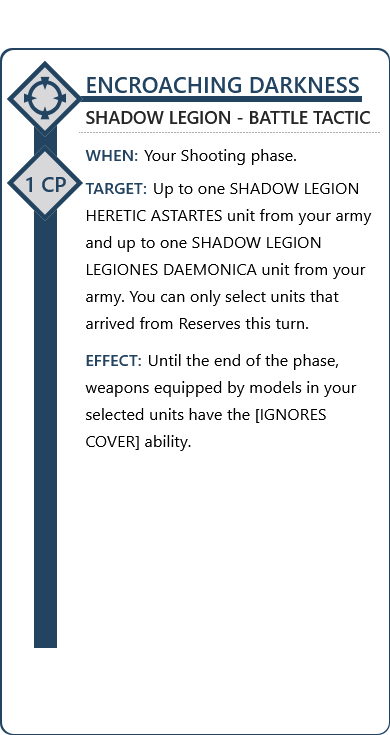 ENCROACHING DARKNESS
SHADOW LEGION - BATTLE TACTIC
1 CP
WHEN: Your Shooting phase.
TARGET: Up to one SHADOW LEGION
HERETIC ASTARTES unit from your army
and up to one SHADOW LEGION
LEGIONES DAEMONICA unit from your
army. You can only select units that
arrived from Reserves this turn.
EFFECT: Until the end of the phase,
weapons equipped by models in your
selected units have the [IGNORES
COVER] ability.